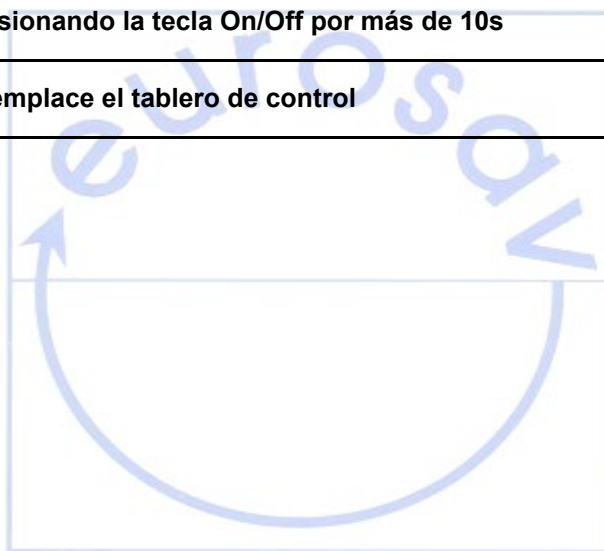 sionando la tecla On/Off por más de 10s
emplace el tablero de control
eurosav